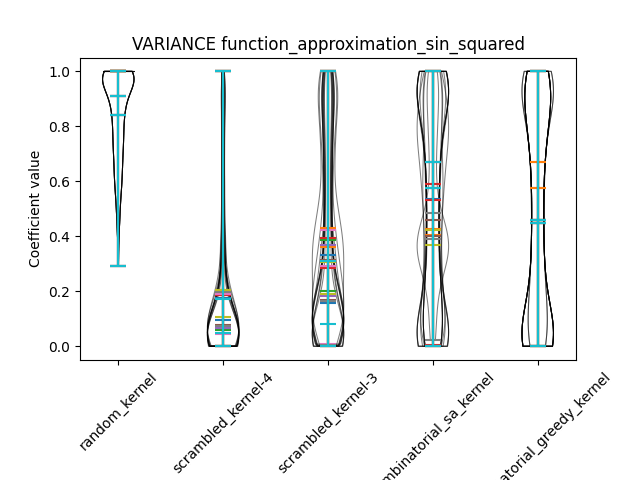 VARIANCE function_approximation_sin_squared
Coefficient value
1.0
0.8
0.6
0.4
0.2
0.0
random_kernel
scrambled_kernel-4
scrambled_kernel-3
mbinatorial_sa_kernel
atorial_greedy_kernel